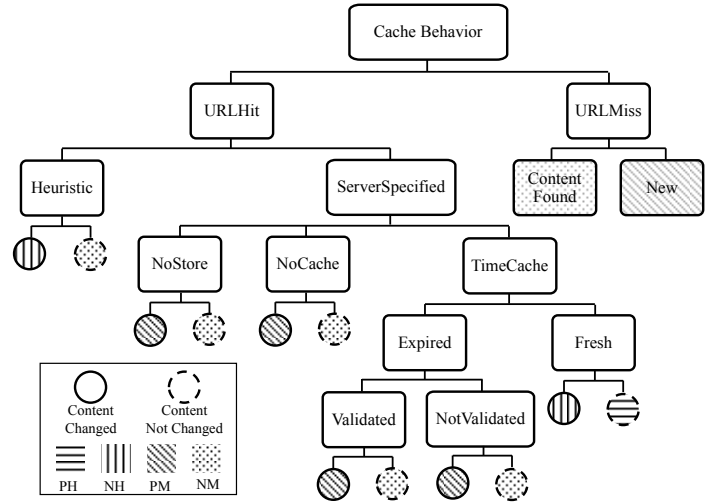 Cache Behavior
URLHit
URLMiss
Heuristic
ServerSpecified
Content
Found
New
NoStore
NoCache
TimeCache
Expired
Fresh
Validated
NotValidated
Content
Changed
Content
Not Changed
PH NH PM NM